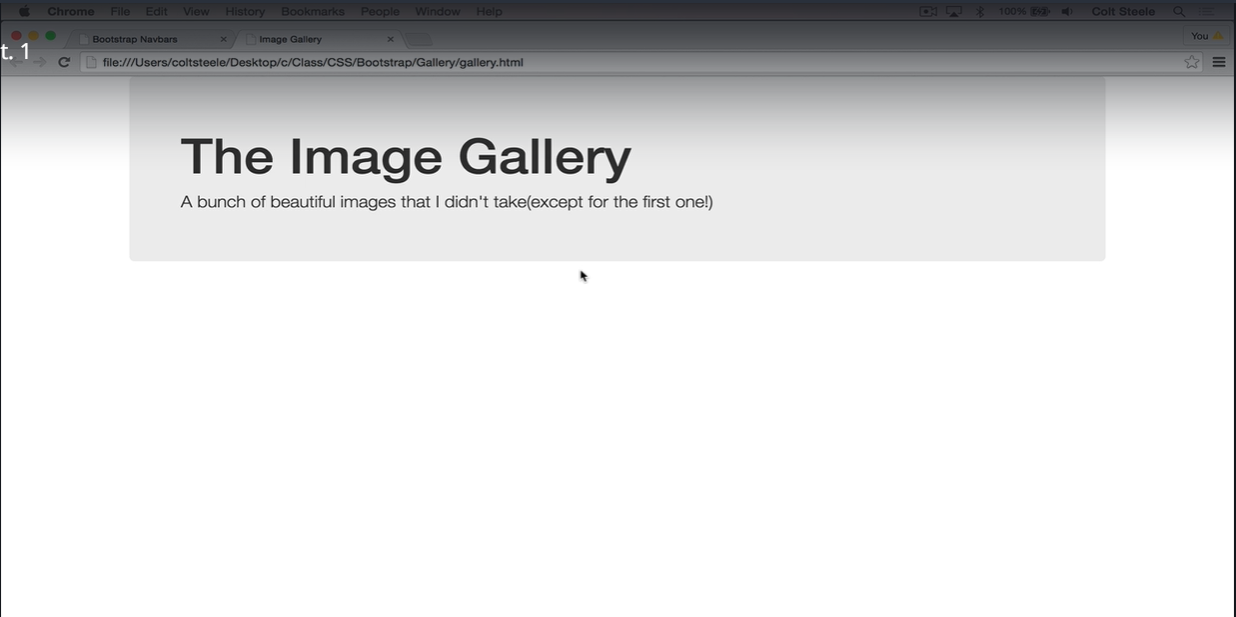 Chrome File Edit View History Bookmarks People Window Help 100% Colt Steele
Bootstrap Navbars Image Gallery You
t. 1
file:///Users/coltsteele/Desktop/c/Class/CSS/Bootstrap/Gallery/gallery.html
The Image Gallery
A bunch of beautiful images that I didn't take(except for the first one!)